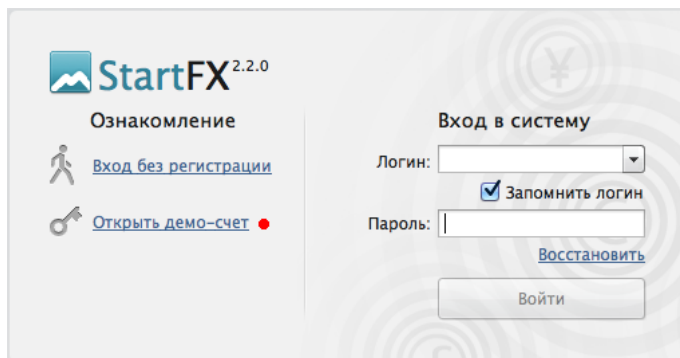 StartFX 2.2.0
Ознакомление
Вход без регистрации
Открыть демо-счет
Вход в систему
Логин:
Запомнить логин
Пароль:
Восстановить
Войти